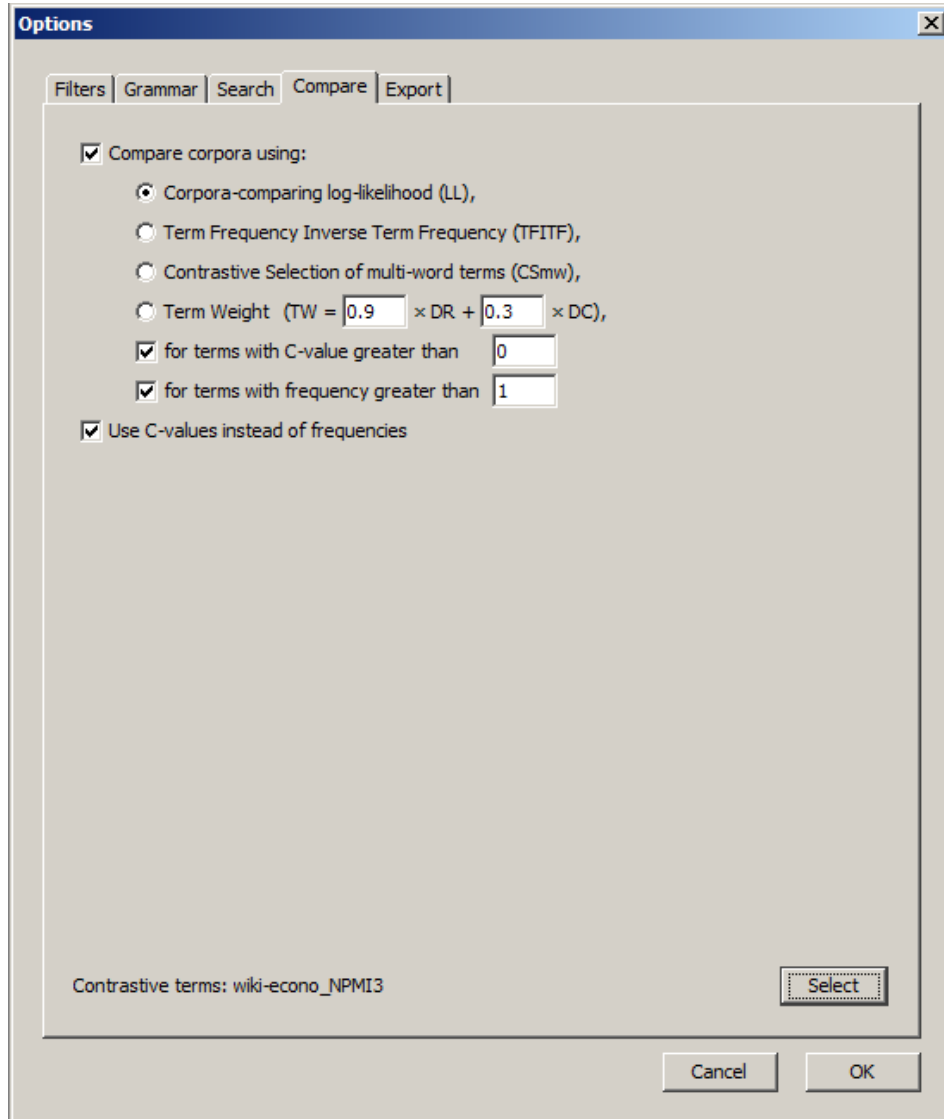 Options
Filters Grammar Search Compare Export
Compare corpora using:
Corpora-comparing log-likelihood (LL),
Term Frequency Inverse Term Frequency (TFITF),
Contrastive Selection of multi-word terms (CSmw),
Term Weight (TW = 0.9 × DR + 0.3 × DC),
for terms with C-value greater than 0
for terms with frequency greater than 1
Use C-values instead of frequencies
Contrastive terms: wiki-econo_NPMI3 Select
Cancel OK